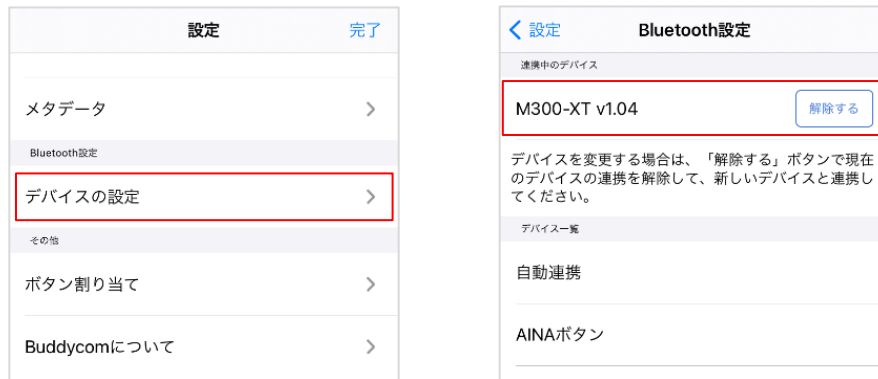 設定
完了
メタデータ
Bluetooth設定
デバイスの設定
その他
ボタン割り当て
Buddycomについて
設定
Bluetooth設定
連携中のデバイス
M300-XT v1.04
解除する
デバイスを変更する場合は、「解除する」ボタンで現在
のデバイスの連携を解除して、新しいデバイスと連携し
てください。
デバイス一覧
自動連携
AINAボタン